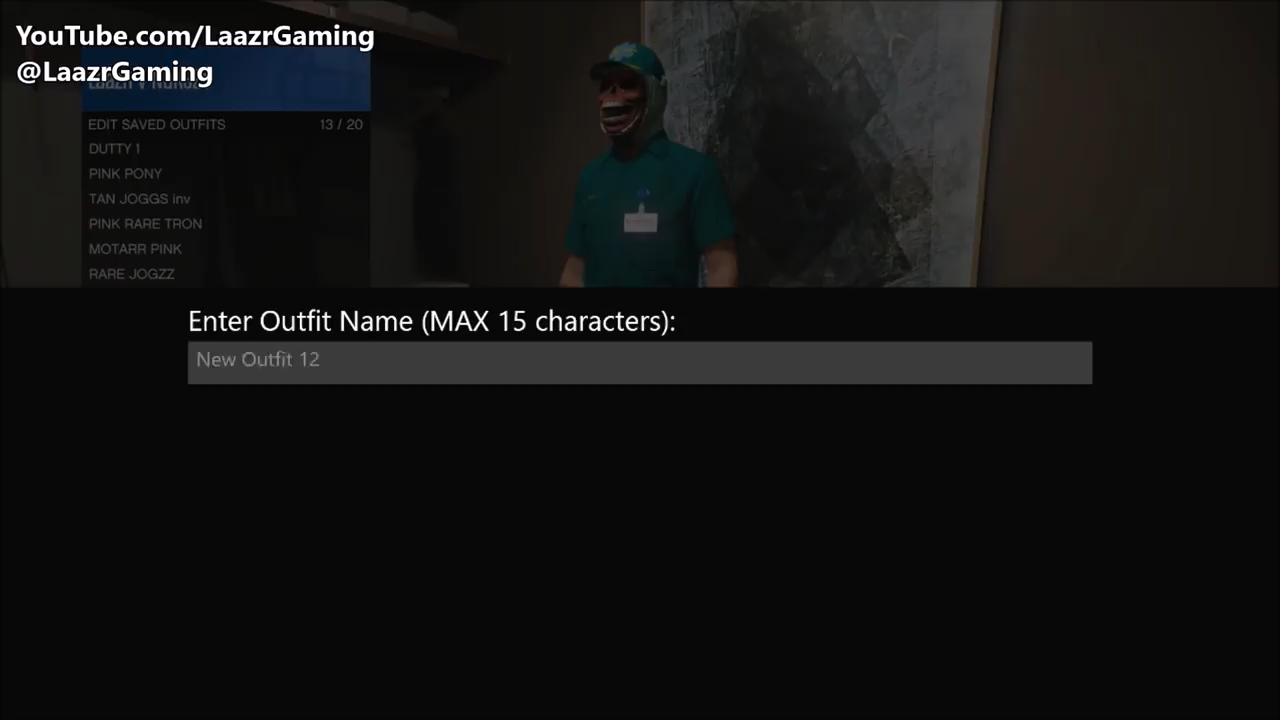 YouTube.com/LaazrGaming
@LaazrGaming
EDIT SAVED OUTFITS 13 / 20
DUTTY 1
PINK PONY
TAN JOGGS inv
PINK RARE TRON
MOTARR PINK
RARE JOGZZ
Enter Outfit Name (MAX 15 characters):
New Outfit 12